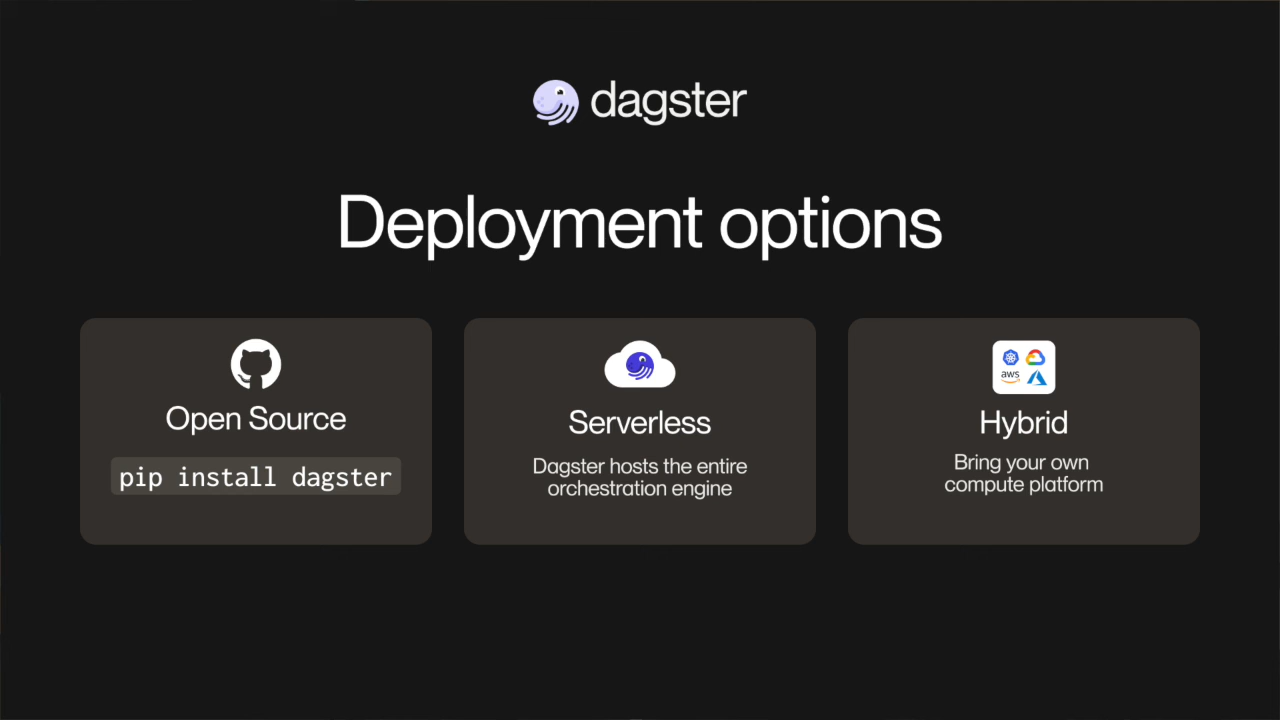 dagster
Deployment options
Open Source
pip install dagster
Serverless
Dagster hosts the entire
orchestration engine
aws
Hybrid
Bring your own
compute platform